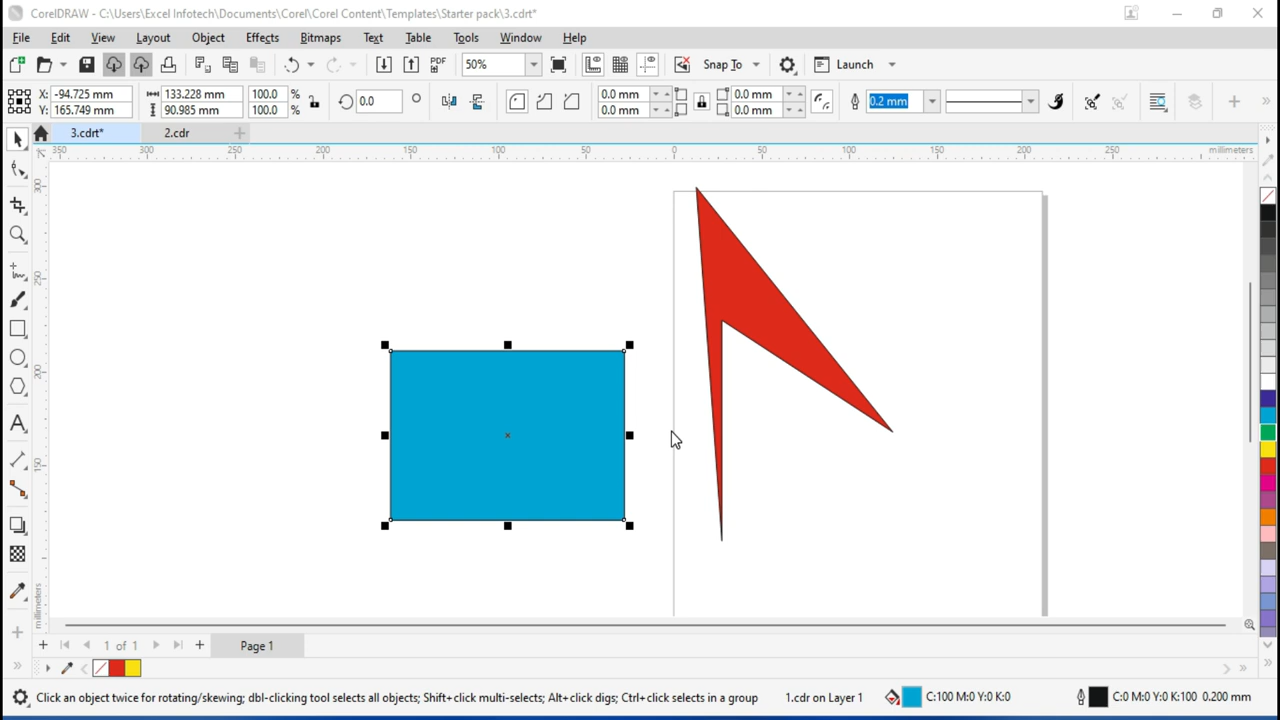 CorelDRAW - C:\Users\Excel Infotech\Documents\Corel\Corel Content\Templates\Starter pack\3.cdrt*
File Edit View Layout Object Effects Bitmaps Text Table Tools Window Help
PDF 50% Snap To Launch
X: -94.725 mm 133.228 mm 100.0 % 0.0 0.0 mm 0.0 mm 0.2 mm
Y: 165.749 mm 90.985 mm 100.0 % 0.0 mm 0.0 mm
3.cdrt* 2.cdr
350 300 250 200 150 100 50 0 50 100 150 200 250 millimeters
300
250
200
150
millimeters
1 of 1 Page 1
Click an object twice for rotating/skewing; dbl-clicking tool selects all objects; Shift+click multi-selects; Alt+click digs; Ctrl+click selects in a group 1.cdr on Layer 1 C:100 M:0 Y:0 K:0 C:0 M:0 Y:0 K:100 0.200 mm